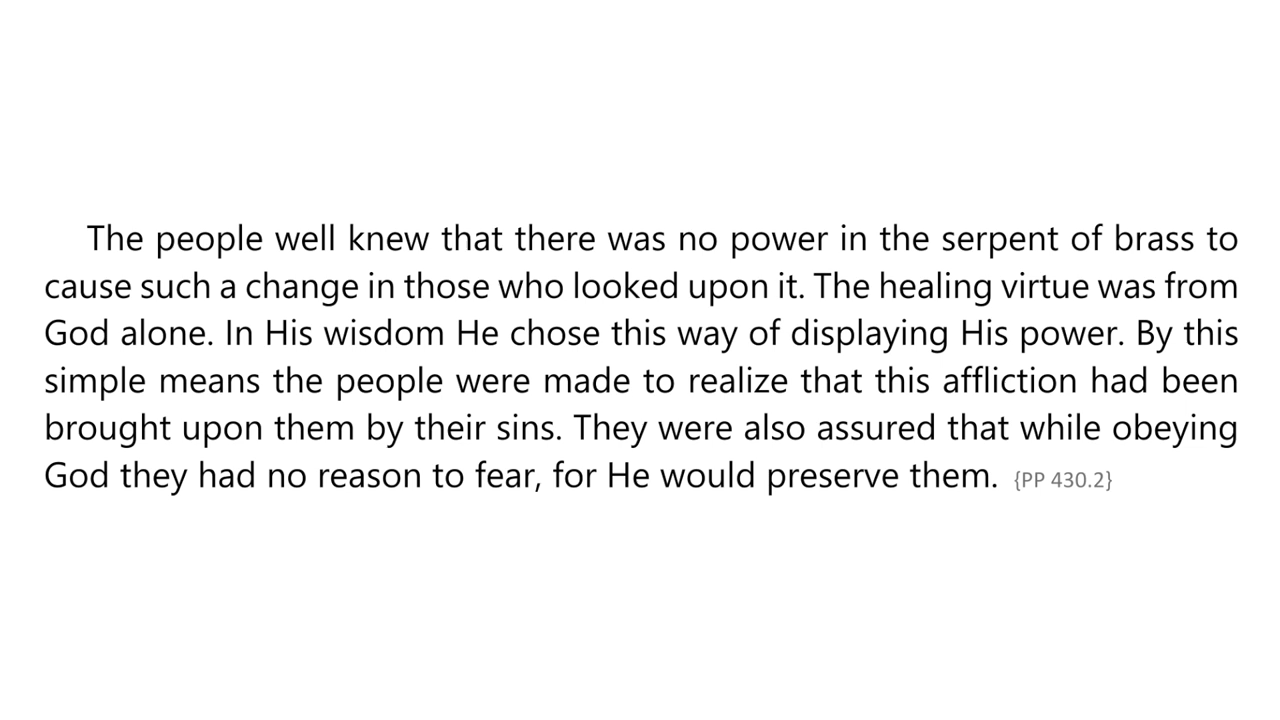 The people well knew that there was no power in the serpent of brass to
cause such a change in those who looked upon it. The healing virtue was from
God alone. In His wisdom He chose this way of displaying His power. By this
simple means the people were made to realize that this affliction had been
brought upon them by their sins. They were also assured that while obeying
God they had no reason to fear, for He would preserve them. {PP 430.2}